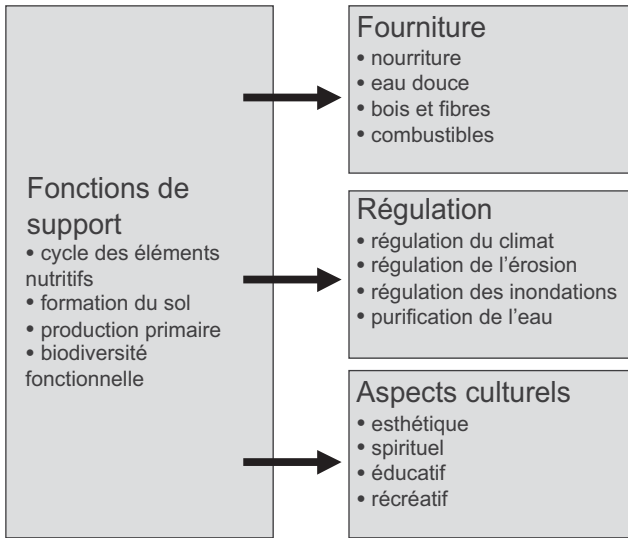 Fonctions de
support
• cycle des éléments
nutritifs
• formation du sol
• production primaire
• biodiversité
fonctionnelle
Fourniture
• nourriture
• eau douce
• bois et fibres
• combustibles
Régulation
• régulation du climat
• régulation de l’érosion
• régulation des inondations
• purification de l’eau
Aspects culturels
• esthétique
• spirituel
• éducatif
• récréatif